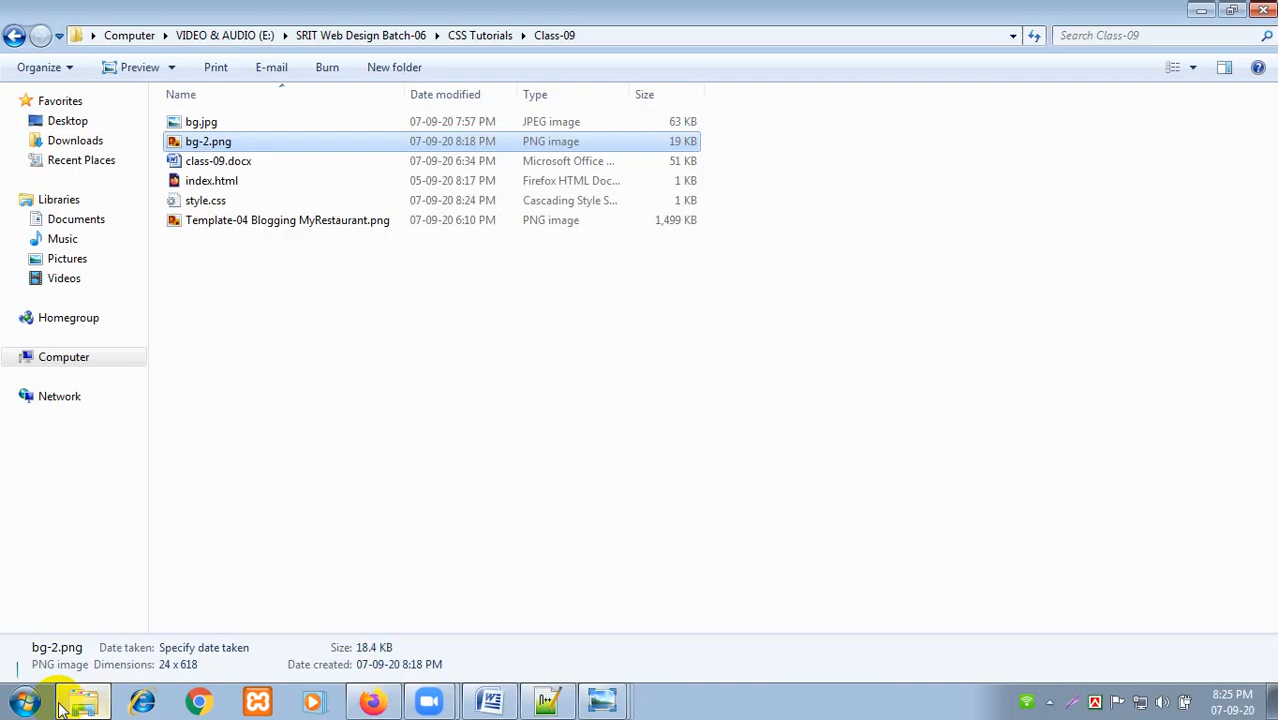 Computer VIDEO & AUDIO (E:) SRIT Web Design Batch-06 CSS Tutorials Class-09 Search Class-09
Organize Preview Print E-mail Burn New folder
Name Date modified Type Size
Favorites
Desktop
Downloads
Recent Places
Libraries
Documents
Music
Pictures
Videos
Homegroup
Computer
Network
bg.jpg 07-09-20 7:57 PM JPEG image 63 KB
bg-2.png 07-09-20 8:18 PM PNG image 19 KB
class-09.docx 07-09-20 6:34 PM Microsoft Office ... 51 KB
index.html 05-09-20 8:17 PM Firefox HTML Doc... 1 KB
style.css 07-09-20 8:24 PM Cascading Style S... 1 KB
Template-04 Blogging MyRestaurant.png 07-09-20 6:10 PM PNG image 1,499 KB
bg-2.png Date taken: Specify date taken Size: 18.4 KB
PNG image Dimensions: 24 x 618 Date created: 07-09-20 8:18 PM
8:25 PM
07-09-20